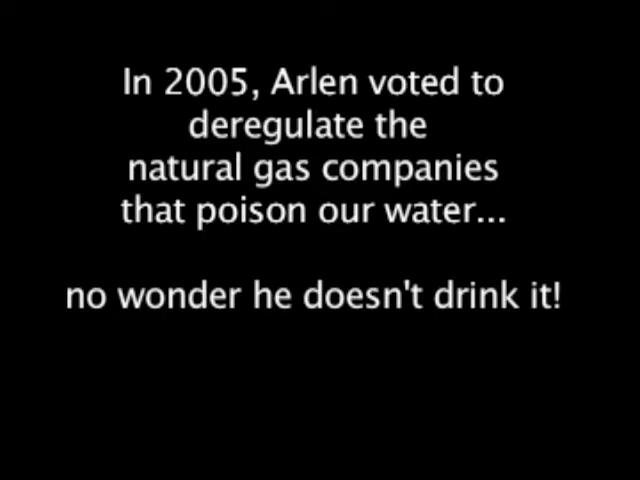 In 2005, Arlen voted to
deregulate the
natural gas companies
that poison our water...
no wonder he doesn't drink it!